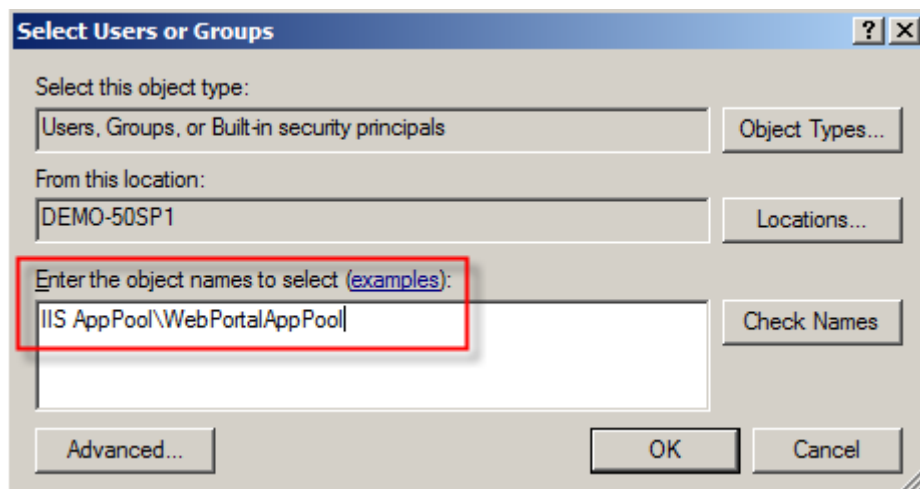 Select Users or Groups
Select this object type:
Users, Groups, or Built-in security principals
Object Types...
From this location:
DEMO-50SP1
Locations...
Enter the object names to select (examples):
IIS AppPool\WebPortalAppPool
Check Names
Advanced...
OK
Cancel